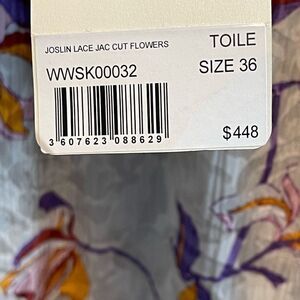 JOSLIN LACE JAC CUT FLOWERS TOILE
WWSK00032 SIZE 36
3 607623 088629
$448